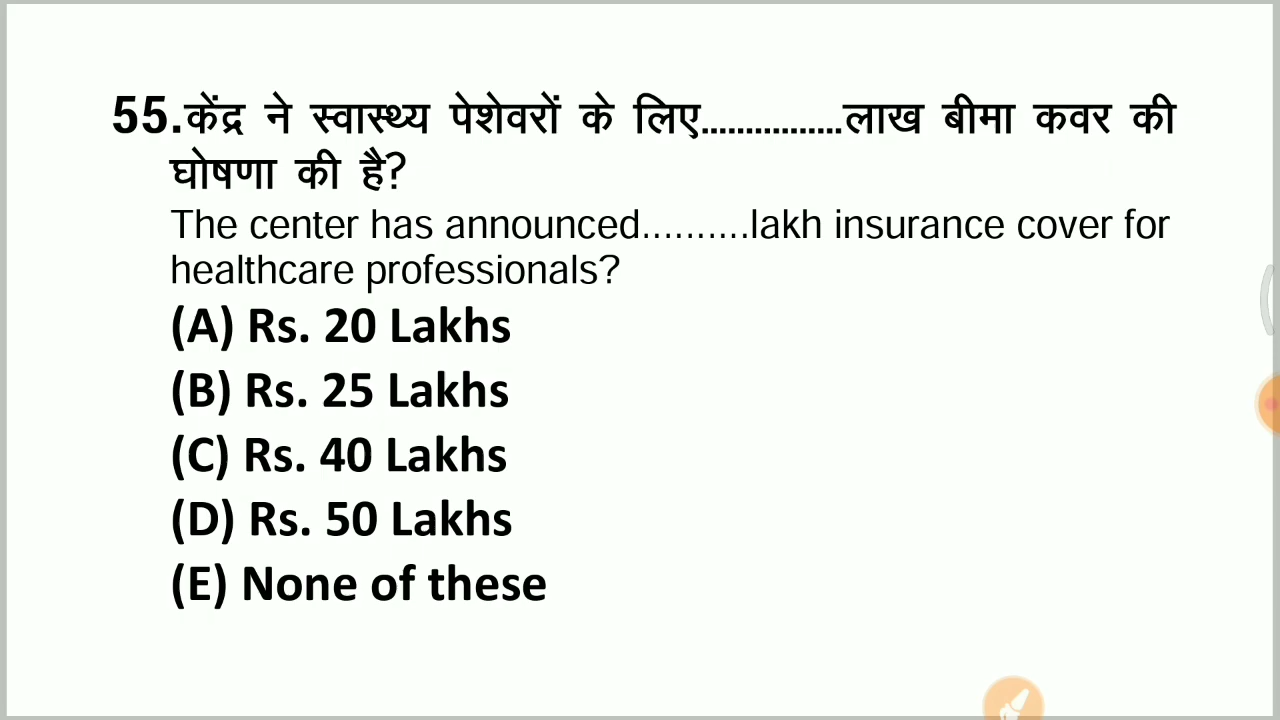 55.केंद्र ने स्वास्थ्य पेशेवरों के लिए................लाख बीमा कवर की
घोषणा की है?
The center has announced..........lakh insurance cover for
healthcare professionals?
(A) Rs. 20 Lakhs
(B) Rs. 25 Lakhs
(C) Rs. 40 Lakhs
(D) Rs. 50 Lakhs
(E) None of these